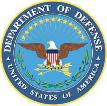 DEPARTMENT OF DEFENSE
UNITED STATES OF AMERICA